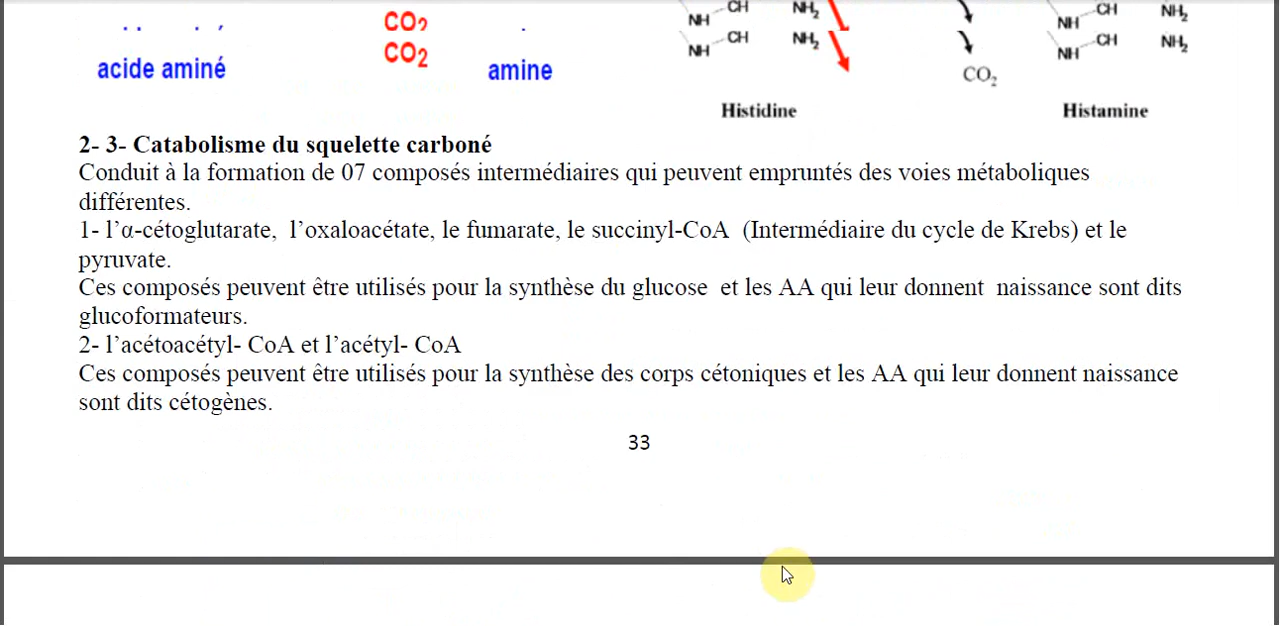 CH NH₂ CH NH₂
CO₂ NH NH
CO₂ CH NH₂ CH NH₂
NH NH
acide aminé amine CO₂
Histidine Histamine
2- 3- Catabolisme du squelette carboné
Conduit à la formation de 07 composés intermédiaires qui peuvent empruntés des voies métaboliques
différentes.
1- l’α-cétoglutarate, l’oxaloacétate, le fumarate, le succinyl-CoA (Intermédiaire du cycle de Krebs) et le
pyruvate.
Ces composés peuvent être utilisés pour la synthèse du glucose et les AA qui leur donnent naissance sont dits
glucoformateurs.
2- l’acétoacétyl- CoA et l’acétyl- CoA
Ces composés peuvent être utilisés pour la synthèse des corps cétoniques et les AA qui leur donnent naissance
sont dits cétogènes.
33